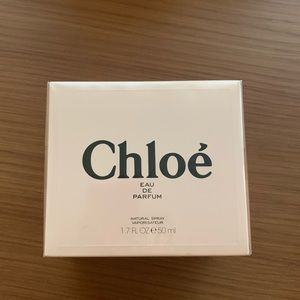 Chloé
EAU
DE
PARFUM
NATURAL SPRAY
VAPORISATEUR
1.7 FL OZ e 50 ml